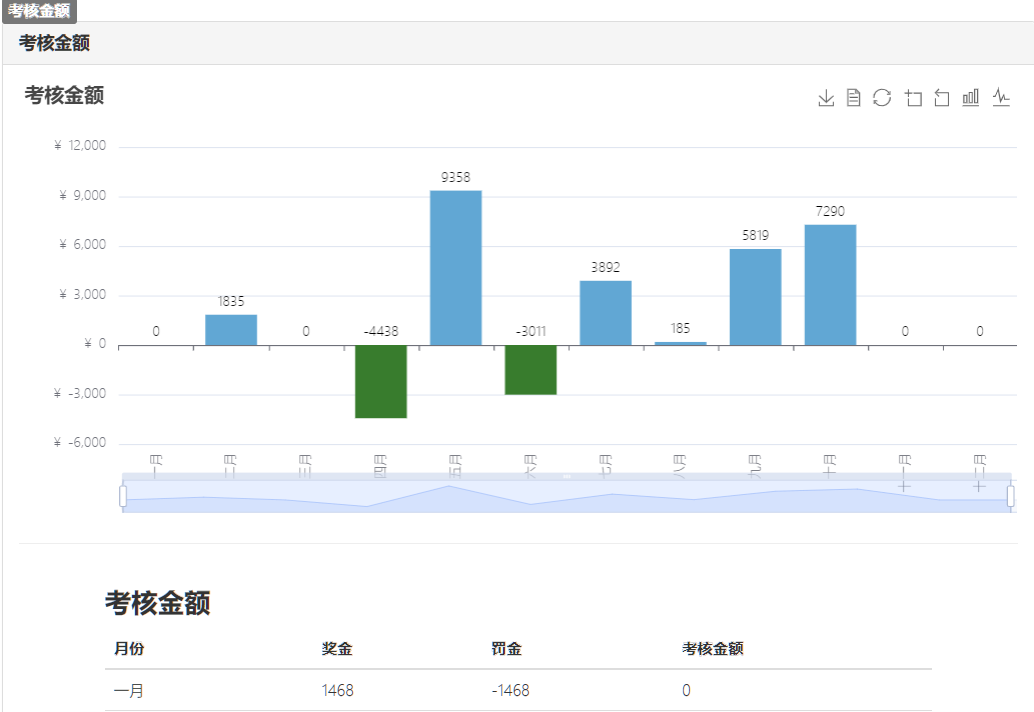 考核金额
考核金额
考核金额
¥ 12,000
¥ 9,000
¥ 6,000
¥ 3,000
¥ 0
¥ -3,000
¥ -6,000
0
1835
0
-4438
9358
-3011
3892
185
5819
7290
0
0
一月
二月
三月
四月
五月
六月
七月
八月
九月
十月
十一月
十二月
考核金额
月份 奖金 罚金 考核金额
一月 1468 -1468 0